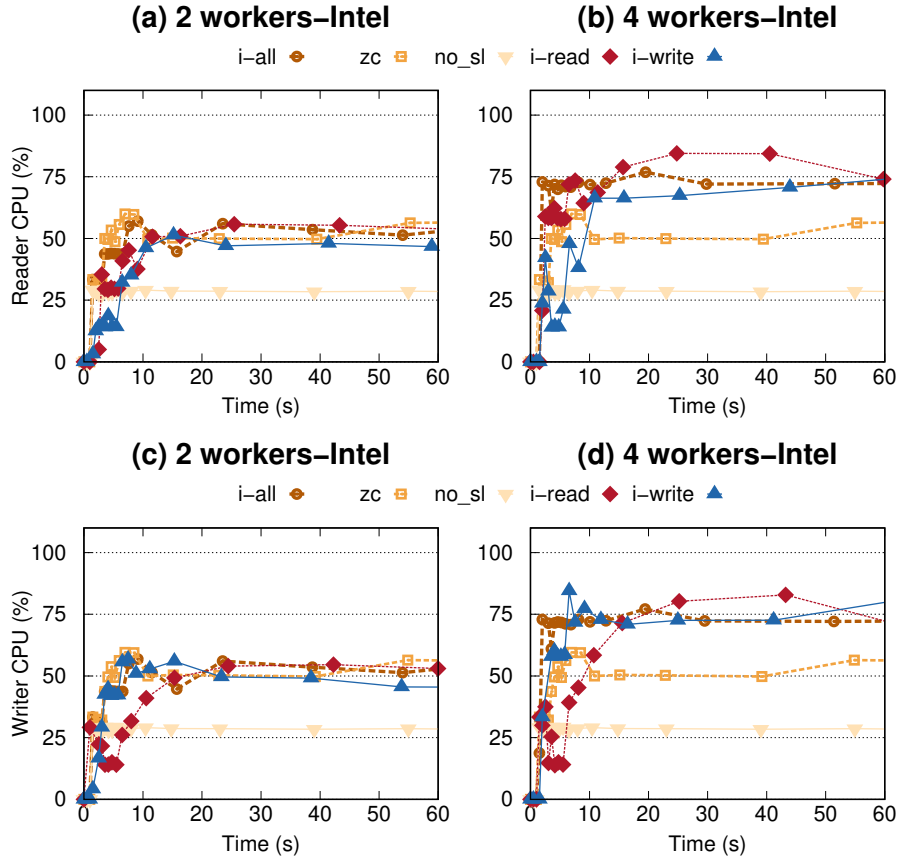 (a) 2 workers−Intel
(b) 4 workers−Intel
i−all zc no_sl i−read i−write
Reader CPU (%)
100
75
50
25
0
0 10 20 30 40 50 60
Time (s)
0 10 20 30 40 50 60
Time (s)
100
75
50
25
0
(c) 2 workers−Intel
(d) 4 workers−Intel
i−all zc no_sl i−read i−write
Writer CPU (%)
100
75
50
25
0
0 10 20 30 40 50 60
Time (s)
100
75
50
25
0
0 10 20 30 40 50 60
Time (s)